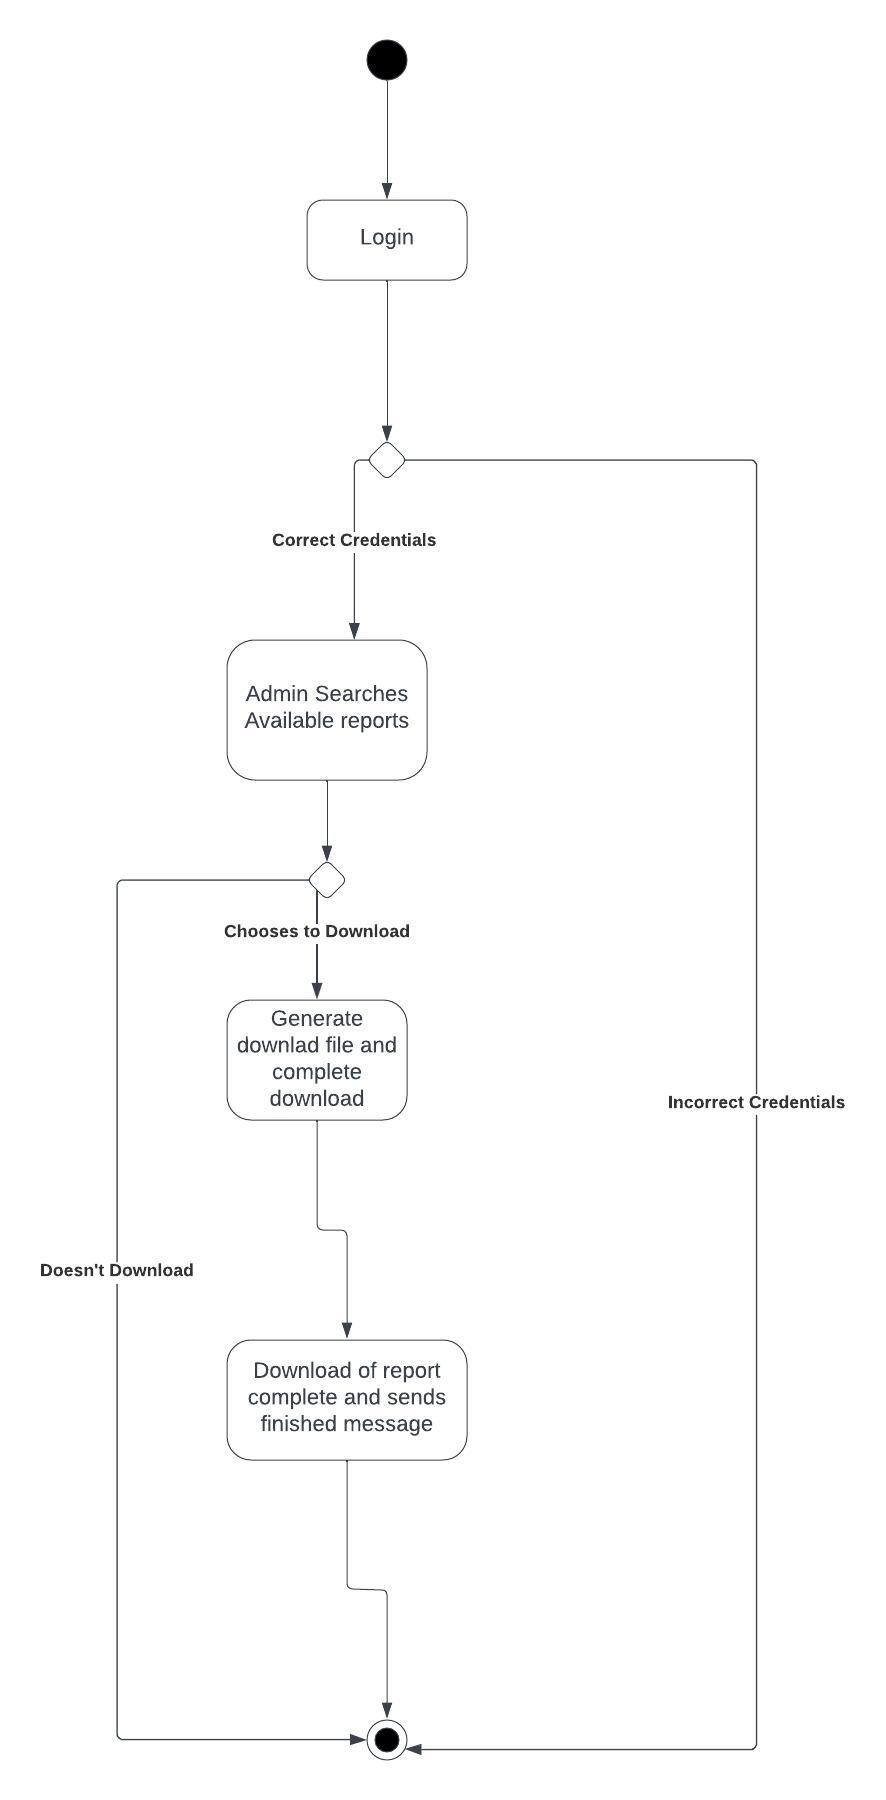 Login
Correct Credentials
Admin Searches
Available reports
Chooses to Download
Generate
downlad file and
complete
download
Incorrect Credentials
Doesn't Download
Download of report
complete and sends
finished message